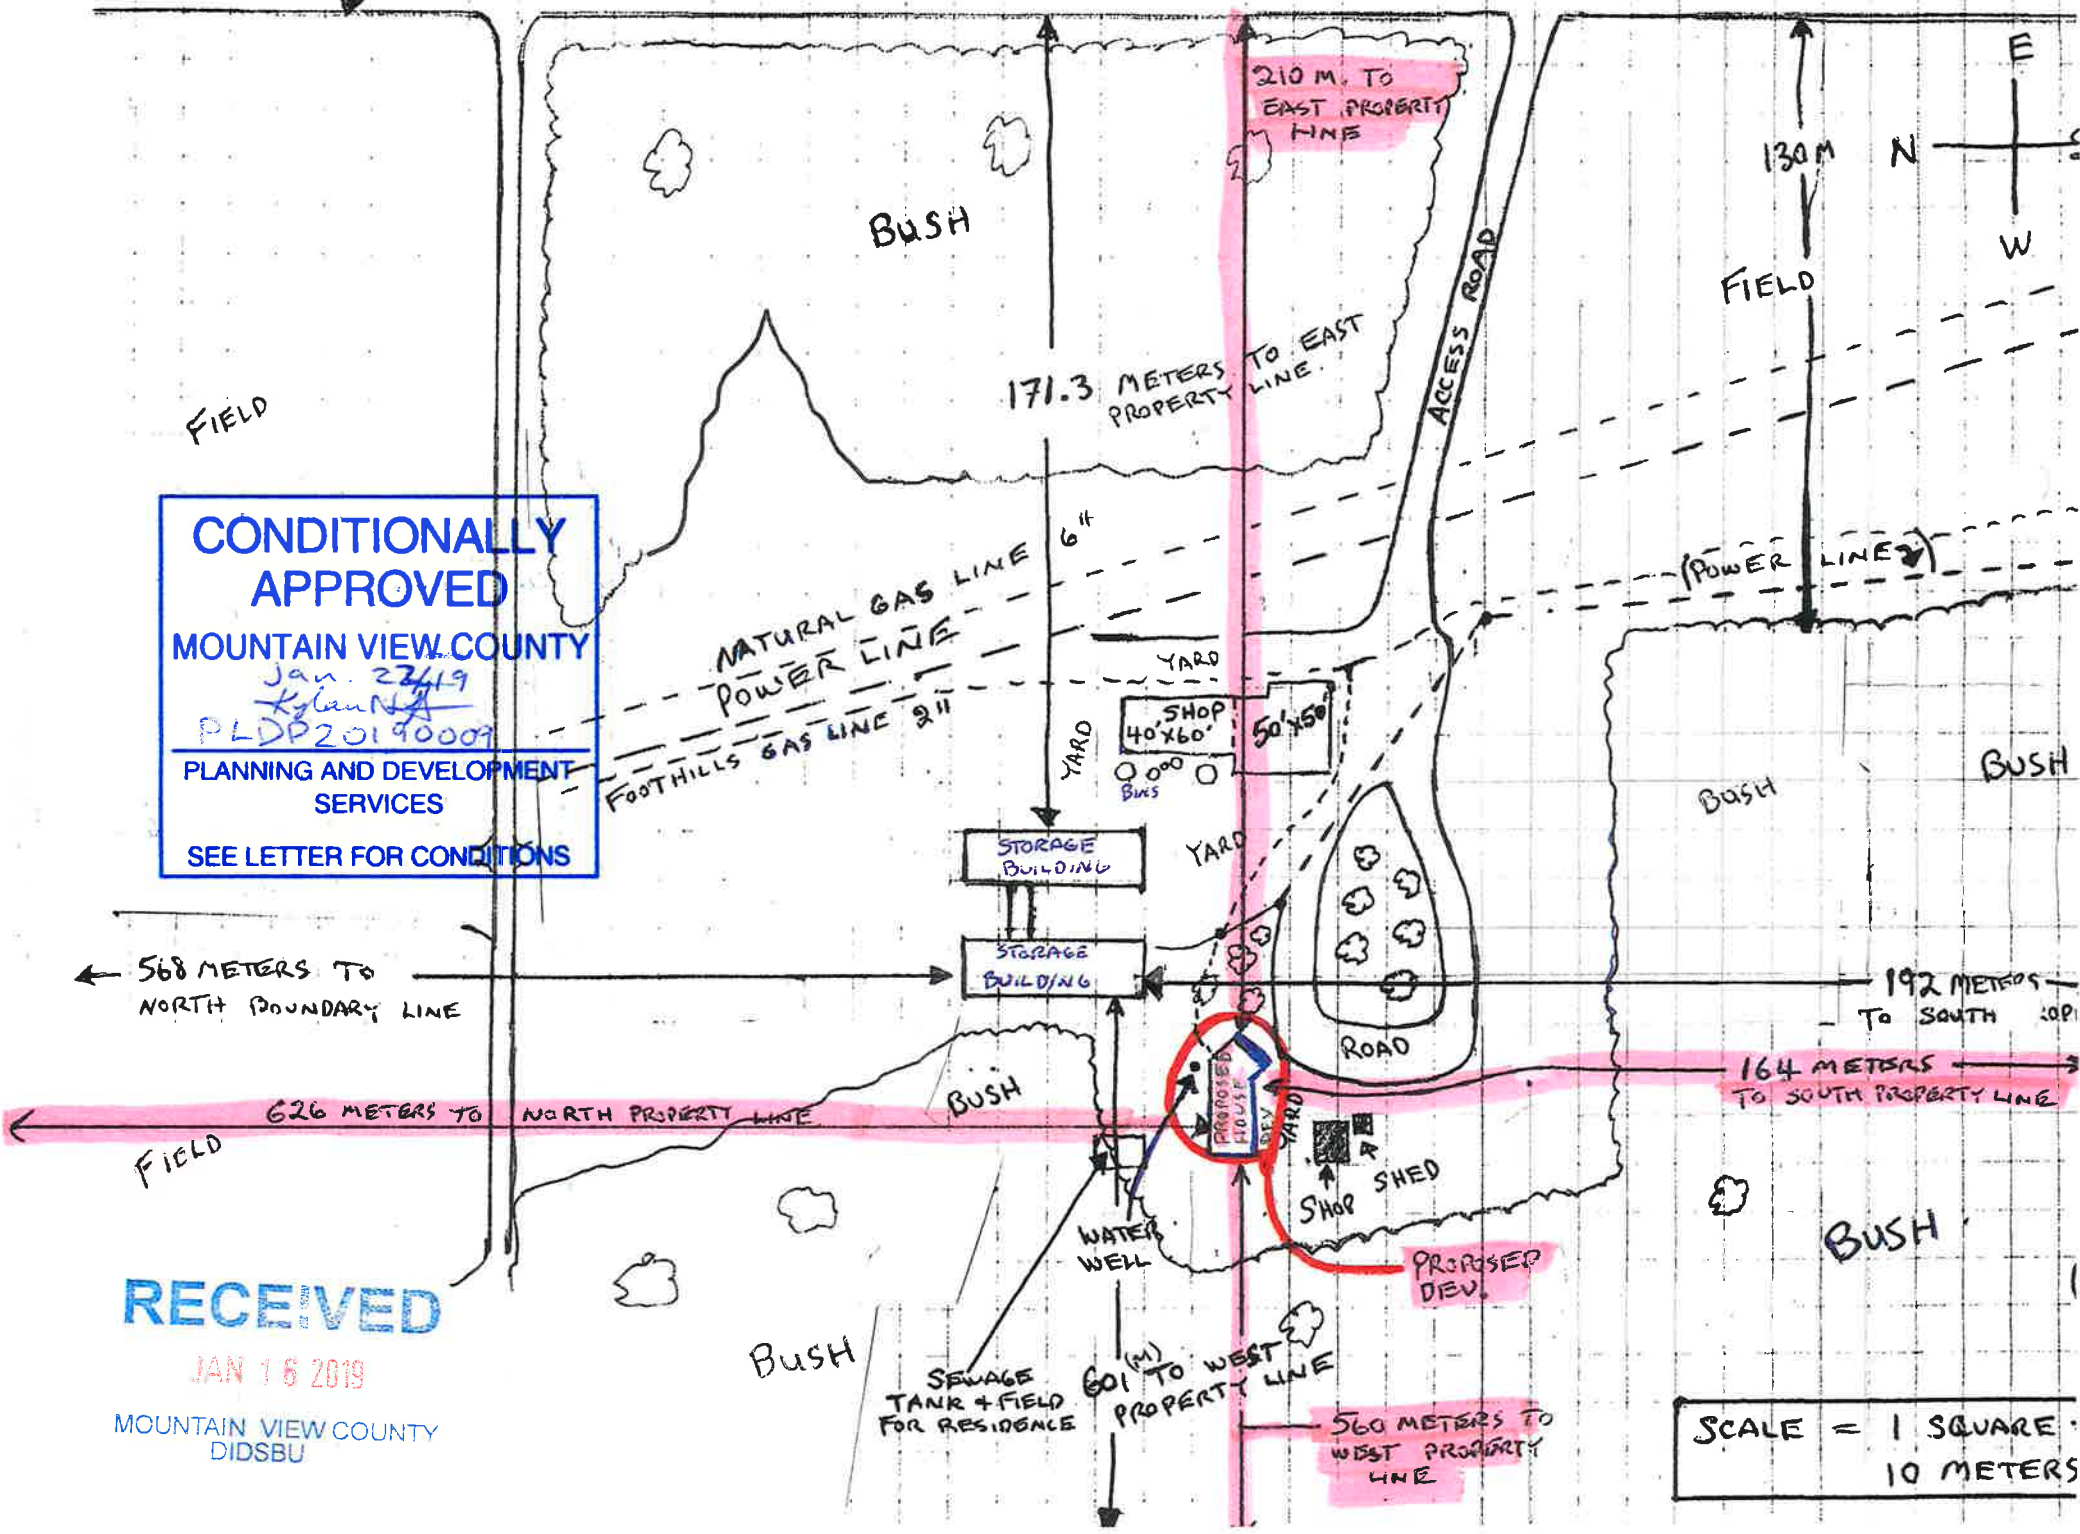 210 M. TO
EAST PROPERTY
LINE
E
N
W
130M
BUSH
FIELD
ACCESS ROAD
171.3 METERS TO EAST
PROPERTY LINE.
FIELD
CONDITIONALLY
APPROVED
MOUNTAIN VIEW COUNTY
Jan.
PLDP20190009
PLANNING AND DEVELOPMENT
SERVICES
SEE LETTER FOR CONDITIONS
NATURAL GAS LINE 6"
POWER LINE
FOOTHILLS GAS LINE 2"
(POWER LINE)
YARD
YARD
SHOP
40'X60'
50'X50'
BINS
YARD
BUSH
BUSH
STORAGE
BUILDING
STORAGE
BUILDING
568 METERS TO
NORTH BOUNDARY LINE
192 METERS
TO SOUTH
ROAD
164 METERS
TO SOUTH PROPERTY LINE
626 METERS TO NORTH PROPERTY LINE
BUSH
PROPOSED
HOUSE
DEV
YARD
FIELD
SHED
SHOP
WATER
WELL
PROPOSED
DEV.
BUSH
RECEIVED
JAN 16 2019
MOUNTAIN VIEW COUNTY
DIDSBU
BUSH
SEWAGE
TANK & FIELD
FOR RESIDENCE
601 (M) TO WEST
PROPERTY LINE
560 METERS TO
WEST PROPERTY
LINE
SCALE = 1 SQUARE
10 METERS